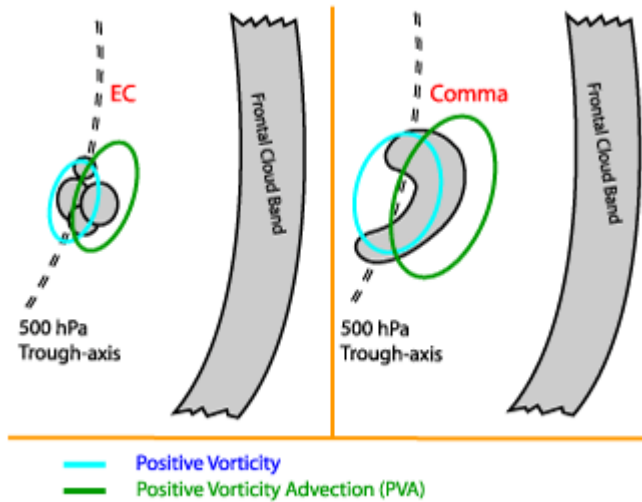 EC
Frontal Cloud Band
500 hPa
Trough-axis
Comma
Frontal Cloud Band
500 hPa
Trough-axis
Positive Vorticity
Positive Vorticity Advection (PVA)